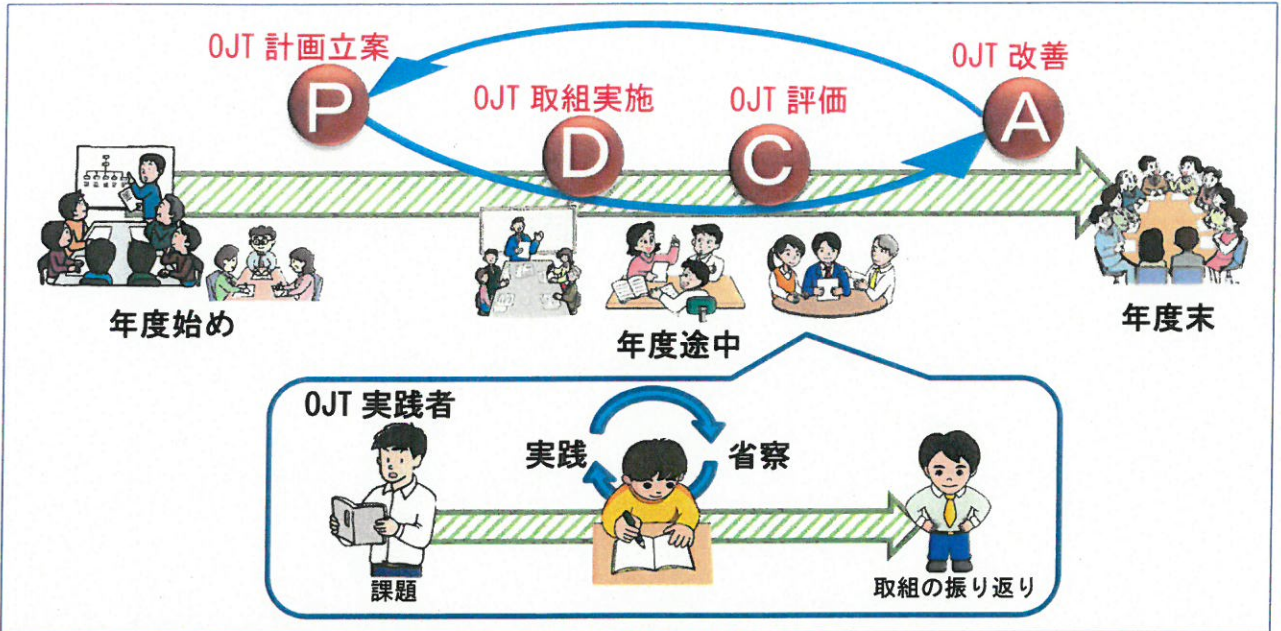 OJT 計画立案
P
OJT 取組実施
D
OJT 評価
C
OJT 改善
A
年度始め
年度途中
年度末
OJT 実践者
実践
省察
課題
取組の振り返り